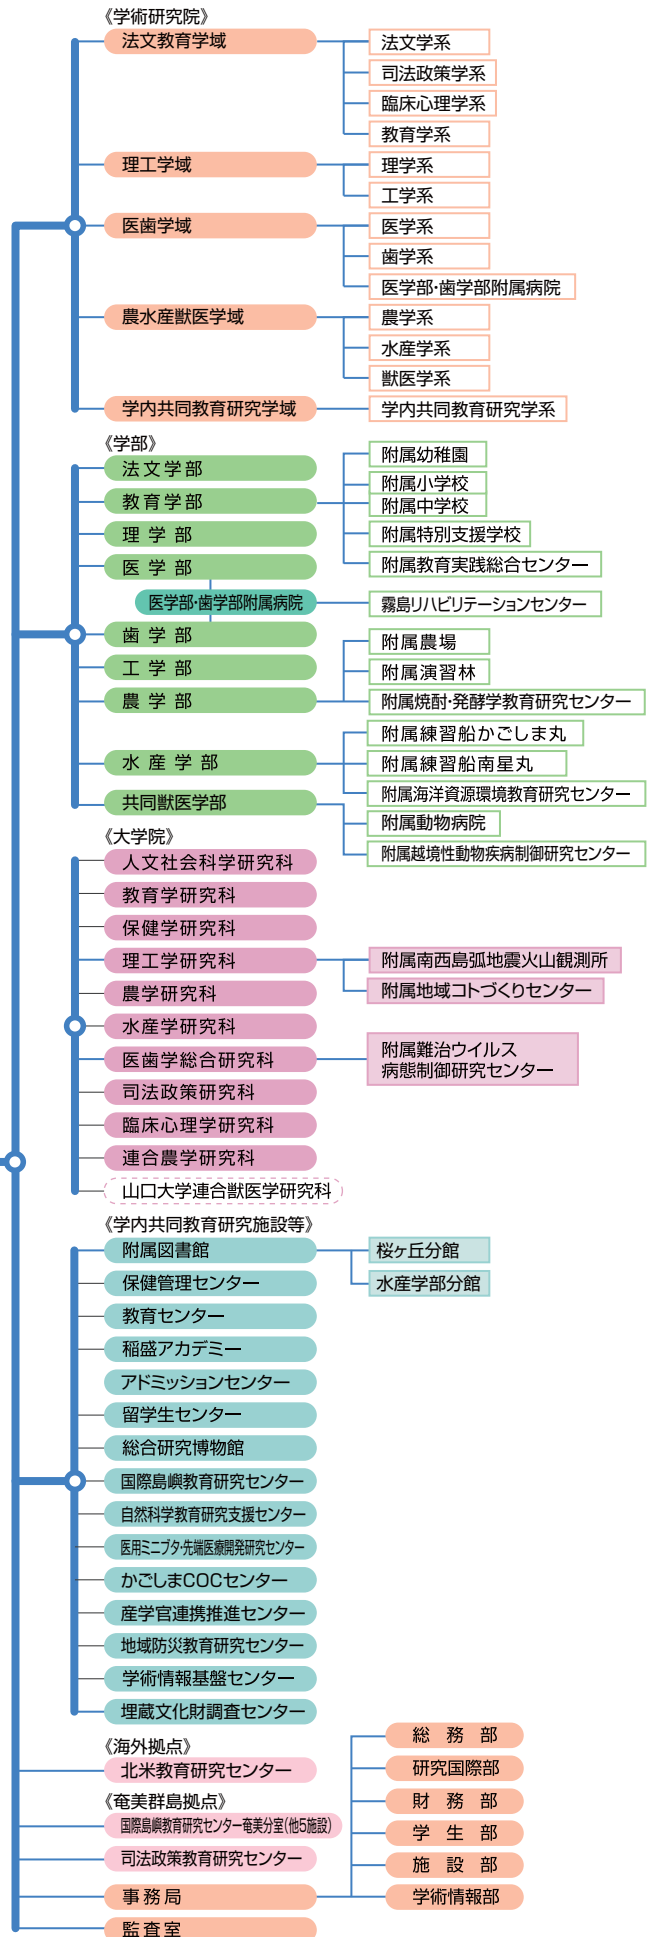 《学術研究院》
法文教育学域
法文学系
司法政策学系
臨床心理学系
教育学系
理工学域
理学系
工学系
医歯学域
医学系
歯学系
医学部・歯学部附属病院
農水産獣医学域
農学系
水産学系
獣医学系
学内共同教育研究学域
学内共同教育研究学系
《学部》
法文学部
教育学部
附属幼稚園
附属小学校
附属中学校
附属特別支援学校
附属教育実践総合センター
理学部
医学部
医学部・歯学部附属病院
霧島リハビリテーションセンター
歯学部
工学部
農学部
附属農場
附属演習林
附属焼酎・発酵学教育研究センター
水産学部
附属練習船かごしま丸
附属練習船南星丸
附属海洋資源環境教育研究センター
共同獣医学部
附属動物病院
附属越境性動物疾病制御研究センター
《大学院》
人文社会科学研究科
教育学研究科
保健学研究科
理工学研究科
附属南西島弧地震火山観測所
附属地域コトづくりセンター
農学研究科
水産学研究科
医歯学総合研究科
附属難治ウイルス
病態制御研究センター
司法政策研究科
臨床心理学研究科
連合農学研究科
山口大学連合獣医学研究科
《学内共同教育研究施設等》
附属図書館
桜ヶ丘分館
水産学部分館
保健管理センター
教育センター
稲盛アカデミー
アドミッションセンター
留学生センター
総合研究博物館
国際島嶼教育研究センター
自然科学教育研究支援センター
医用ミニブタ・先端医療開発研究センター
かごしまCOCセンター
産学官連携推進センター
地域防災教育研究センター
学術情報基盤センター
埋蔵文化財調査センター
《海外拠点》
北米教育研究センター
《奄美群島拠点》
国際島嶼教育研究センター奄美分室(他5施設)
司法政策教育研究センター
事務局
総務部
研究国際部
財務部
学生部
施設部
学術情報部
監査室